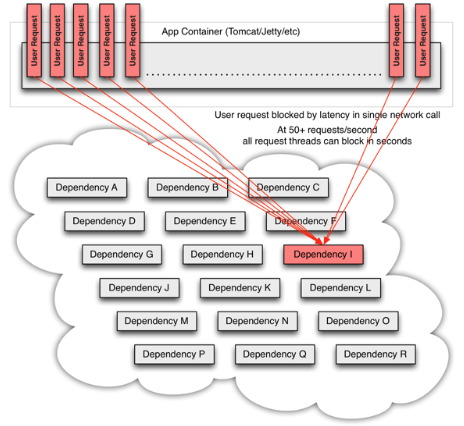 User Request
User Request
User Request
User Request
User Request
User Request
User Request
App Container (Tomcat/Jetty/etc)
User request blocked by latency in single network call
At 50+ requests/second
all request threads can block in seconds
Dependency A
Dependency B
Dependency C
Dependency D
Dependency E
Dependency F
Dependency G
Dependency H
Dependency I
Dependency J
Dependency K
Dependency L
Dependency M
Dependency N
Dependency O
Dependency P
Dependency Q
Dependency R